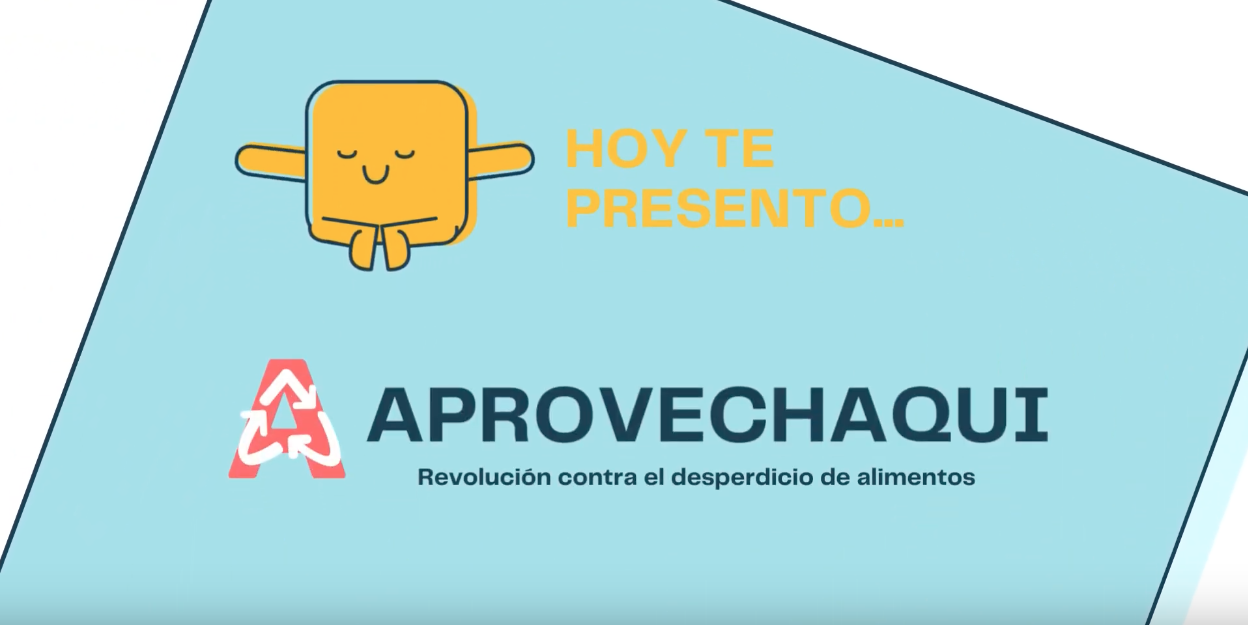 HOY TE
PRESENTO...
APROVECHAQUI
Revolución contra el desperdicio de alimentos